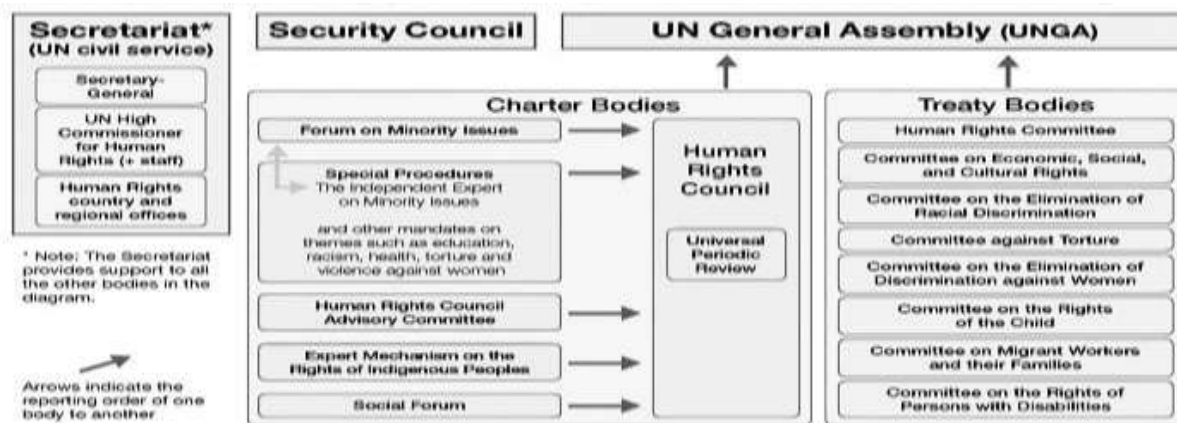 Secretariat*
(UN civil service)
Secretary-
General
UN High
Commissioner
for Human
Rights (+ staff)
Human Rights
country and
regional offices
* Note: The Secretariat
provides support to all
the other bodies in the
diagram.
Arrows indicate the
reporting order of one
body to another
Security Council
UN General Assembly (UNGA)
Charter Bodies
Forum on Minority Issues
Special Procedures
The Independent Expert
on Minority Issues
and other mandates on
themes such as education,
racism, health, torture and
violence against women
Human Rights Council
Advisory Committee
Expert Mechanism on the
Rights of Indigenous Peoples
Social Forum
Human
Rights
Council
Universal
Periodic
Review
Treaty Bodies
Human Rights Committee
Committee on Economic, Social,
and Cultural Rights
Committee on the Elimination of
Racial Discrimination
Committee against Torture
Committee on the Elimination of
Discrimination against Women
Committee on the Rights
of the Child
Committee on Migrant Workers
and their Families
Committee on the Rights of
Persons with Disabilities